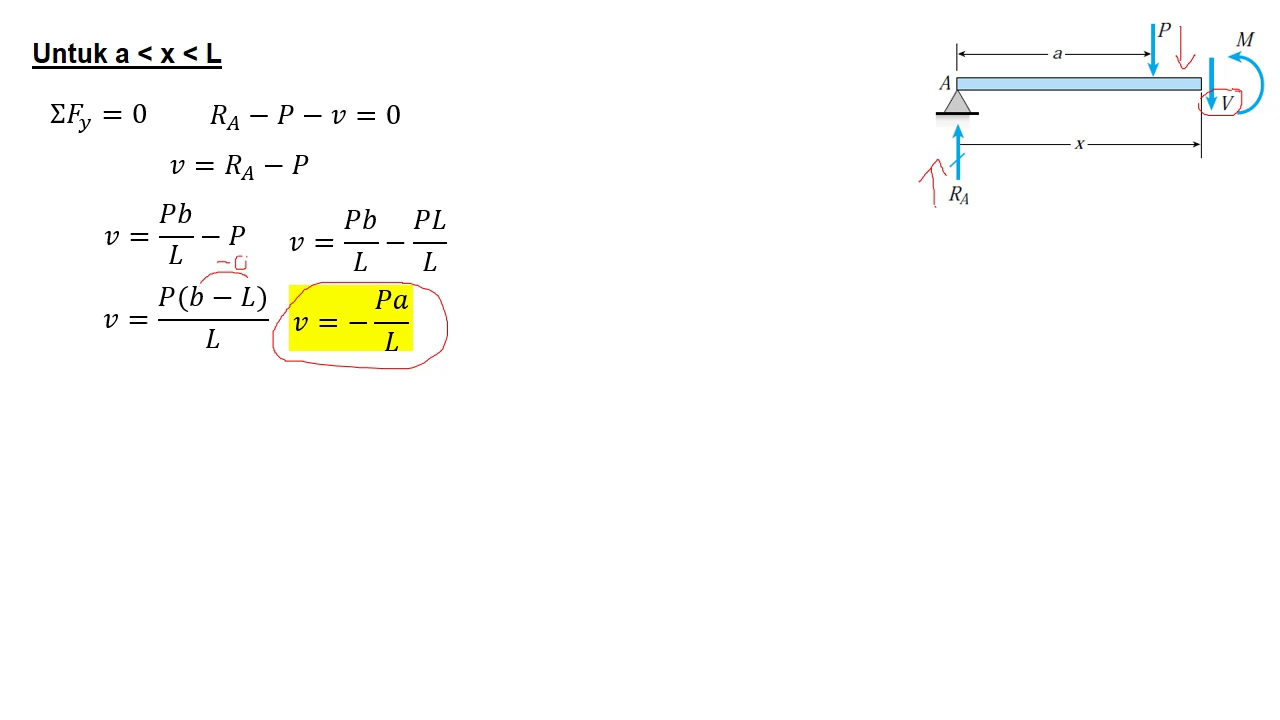 Untuk a < x < L
ΣF_y = 0    R_A − P − v = 0
v = R_A − P
v = Pb/L − P    v = Pb/L − PL/L
−a
v = P(b − L)/L    v = −Pa/L
P
M
a
A
V
x
R_A